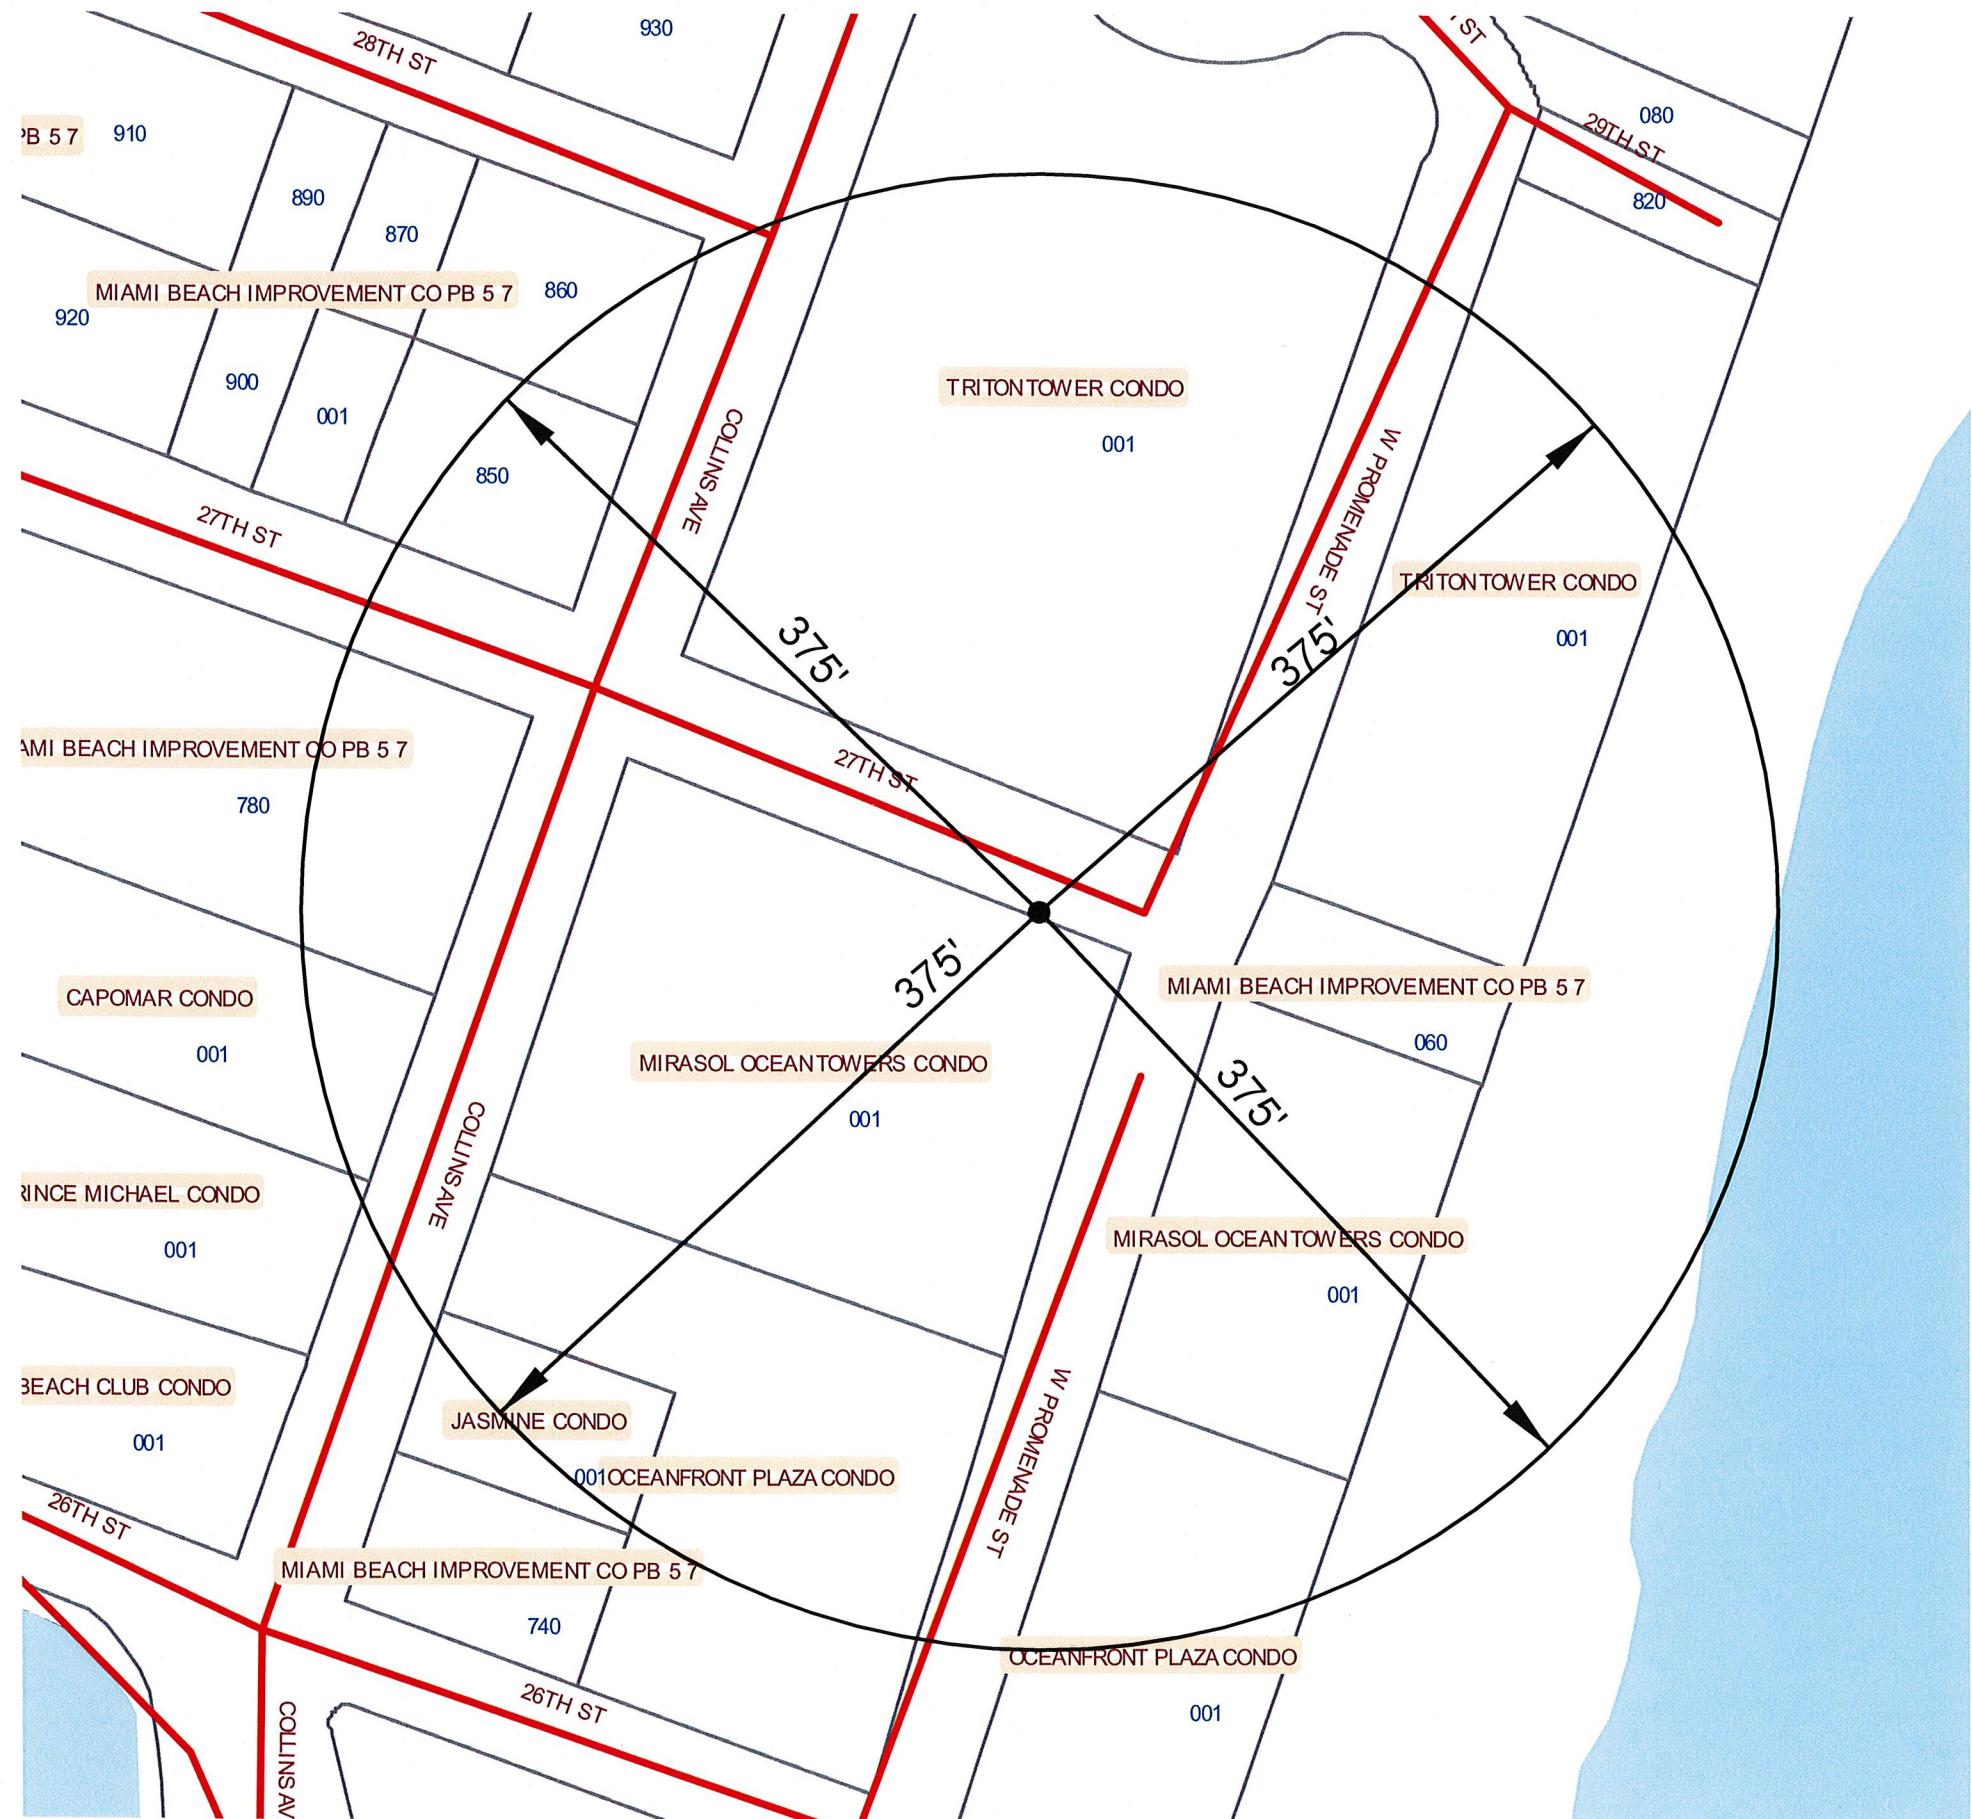 930
28TH ST
ST
080
29TH ST
PB 5 7
910
890
820
870
MIAMI BEACH IMPROVEMENT CO PB 5 7
860
920
TRITON TOWER CONDO
001
900
001
COLLINS AVE
850
W PROMENADE ST
27TH ST
TRITON TOWER CONDO
001
375'
375'
AMI BEACH IMPROVEMENT CO PB 5 7
780
27TH ST
375'
CAPOMAR CONDO
001
MIAMI BEACH IMPROVEMENT CO PB 5 7
060
MIRASOL OCEAN TOWERS CONDO
001
375'
COLLINS AVE
RINCE MICHAEL CONDO
001
MIRASOL OCEAN TOWERS CONDO
001
BEACH CLUB CONDO
001
JASMINE CONDO
001
OCEANFRONT PLAZA CONDO
W PROMENADE ST
26TH ST
MIAMI BEACH IMPROVEMENT CO PB 5 7
740
OCEANFRONT PLAZA CONDO
001
26TH ST
COLLINS AV